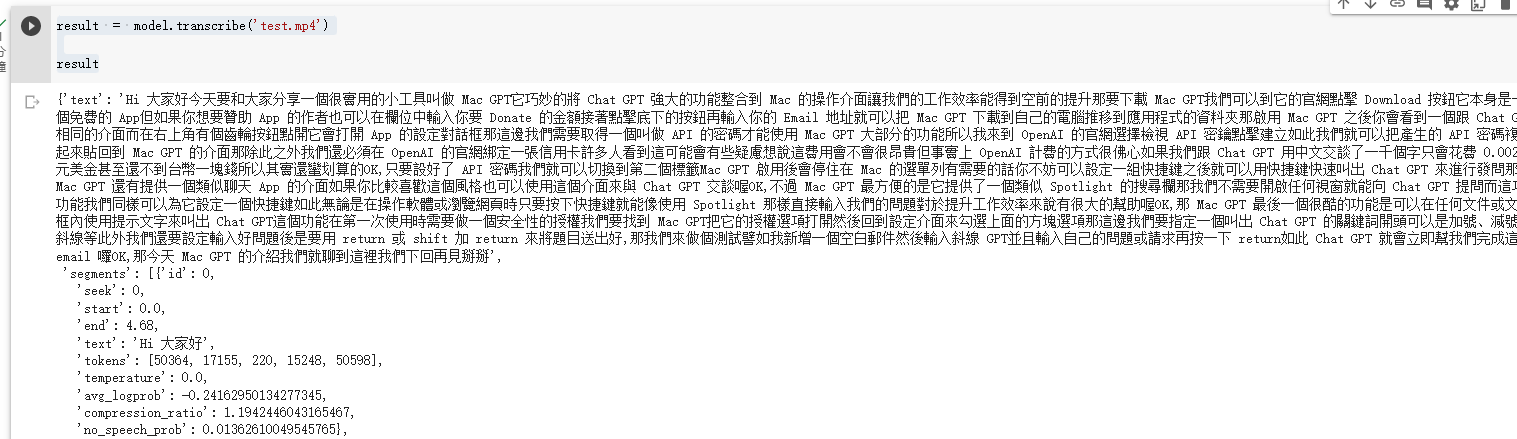 result = model.transcribe('test.mp4')
result
分
鐘
{'text': 'Hi 大家好今天要和大家分享一個很實用的小工具叫做 Mac GPT它巧妙的將 Chat GPT 強大的功能整合到 Mac 的操作介面讓我們的工作效率能得到空前的提升那要下載 Mac GPT我們可以到它的官網點擊 Download 按鈕它本身是一
個免費的 App但如果你想要贊助 App 的作者也可以在欄位中輸入你要 Donate 的金額接著點擊底下的按鈕再輸入你的 Email 地址就可以把 Mac GPT 下載到自己的電腦推移到應用程式的資料夾那啟用 Mac GPT 之後你會看到一個跟 Chat G
相同的介面而在右上角有個齒輪按鈕點開它會打開 App 的設定對話框那這邊我們需要取得一個叫做 API 的密碼才能使用 Mac GPT 大部分的功能所以我來到 OpenAI 的官網選擇檢視 API 密鑰點擊建立如此我們就可以把產生的 API 密碼複
起來貼回到 Mac GPT 的介面那除此之外我們還必須在 OpenAI 的官網綁定一張信用卡許多人看到這可能會有些疑慮想說這費用會不會很昂貴但事實上 OpenAI 計費的方式很佛心如果我們跟 Chat GPT 用中文交談了一千個字只會花費 0.002
元美金甚至還不到台幣一塊錢所以其實還蠻划算的OK,只要設好了 API 密碼我們就可以切換到第二個標籤Mac GPT 啟用後會停住在 Mac 的選單列有需要的話你不妨可以設定一組快捷鍵之後就可以用快捷鍵快速叫出 Chat GPT 來進行發問那
Mac GPT 還有提供一個類似聊天 App 的介面如果你比較喜歡這個風格也可以使用這個介面來與 Chat GPT 交談喔OK,不過 Mac GPT 最方便的是它提供了一個類似 Spotlight 的搜尋欄那我們不需要開啟任何視窗就能向 Chat GPT 提問而這項
功能我們同樣可以為它設定一個快捷鍵如此無論是在操作軟體或瀏覽網頁時只要按下快捷鍵就能像使用 Spotlight 那樣直接輸入我們的問題對於提升工作效率來說有很大的幫助喔OK,那 Mac GPT 最後一個很酷的功能是可以在任何文件或文
框內使用提示文字來叫出 Chat GPT這個功能在第一次使用時需要做一個安全性的授權我們要找到 Mac GPT把它的授權選項打開然後回到設定介面來勾選上面的方塊選項那這邊我們要指定一個叫出 Chat GPT 的關鍵詞開頭可以是加號、減號
斜線等此外我們還要設定輸入好問題後是要用 return 或 shift 加 return 來將題目送出好,那我們來做個測試譬如我新增一個空白郵件然後輸入斜線 GPT並且輸入自己的問題或請求再按一下 return如此 Chat GPT 就會立即幫我們完成這
email 囉OK,那今天 Mac GPT 的介紹我們就聊到這裡我們下回再見掰掰',
'segments': [{'id': 0,
'seek': 0,
'start': 0.0,
'end': 4.68,
'text': 'Hi 大家好',
'tokens': [50364, 17155, 220, 15248, 50598],
'temperature': 0.0,
'avg_logprob': -0.24162950134277345,
'compression_ratio': 1.1942446043165467,
'no_speech_prob': 0.01362610049545765},